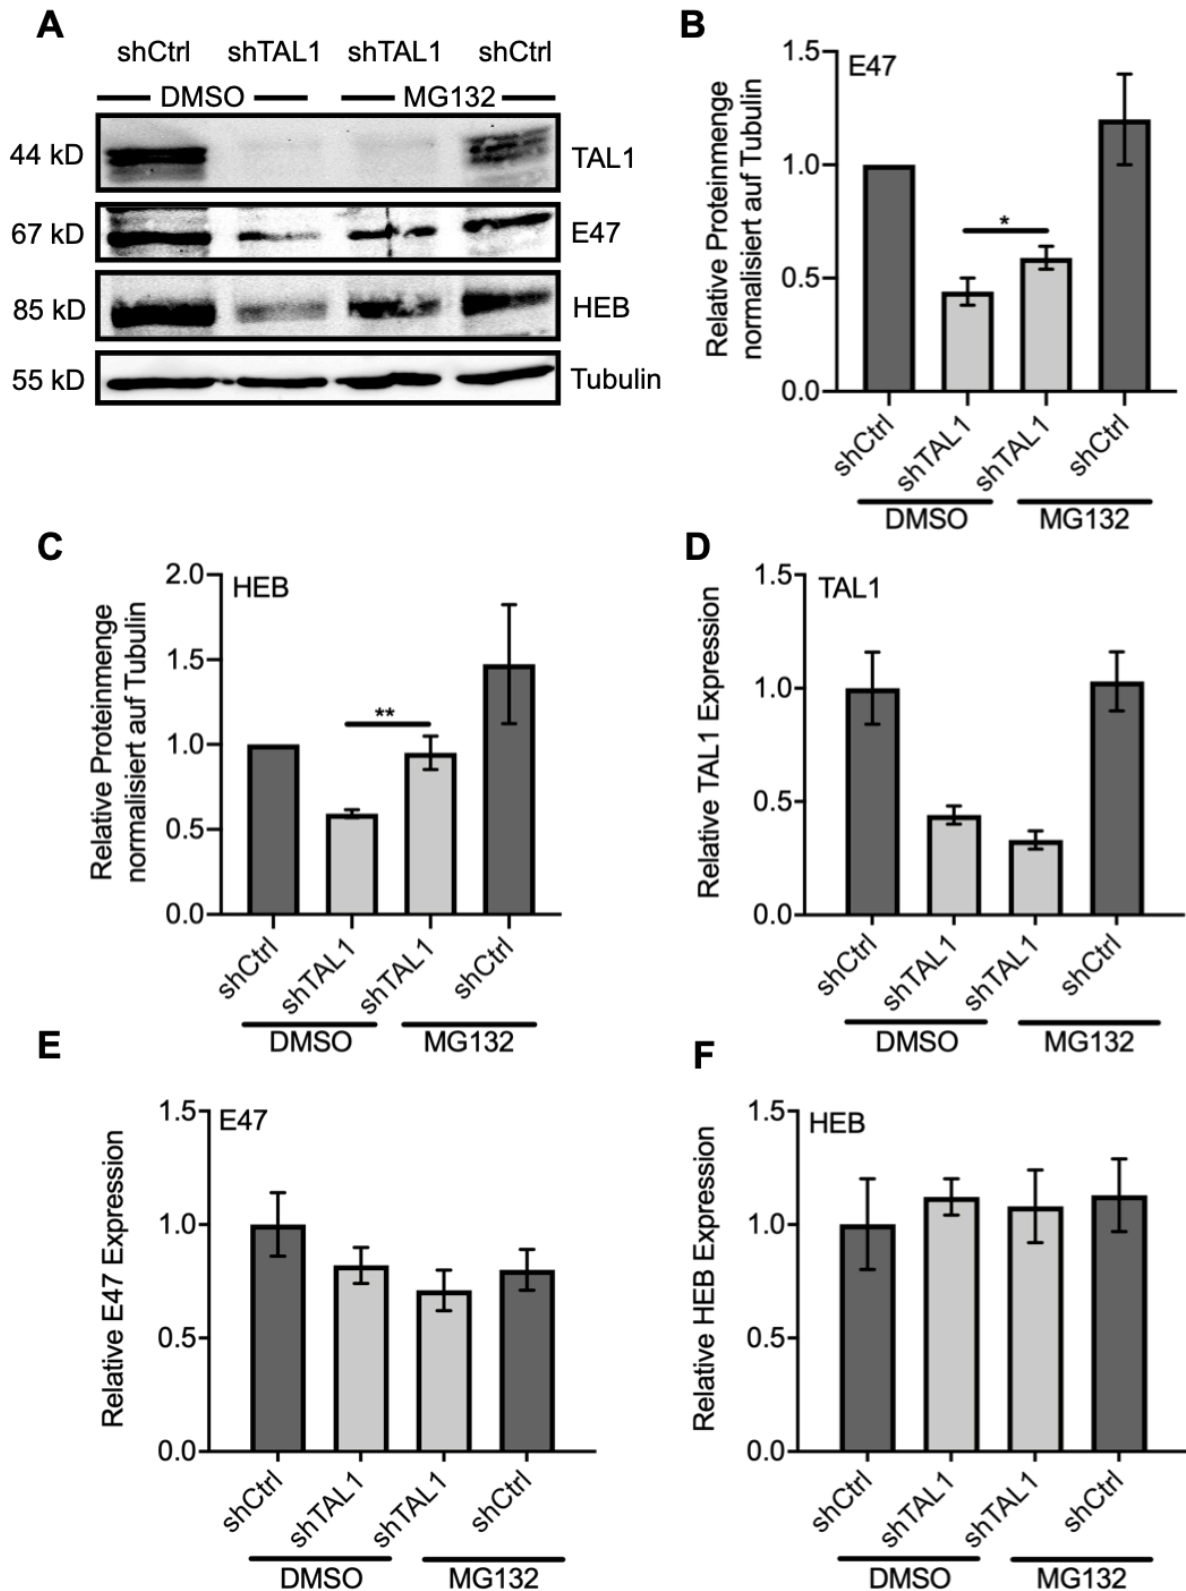 A
shCtrl shTAL1 shTAL1 shCtrl
DMSO MG132
44 kD TAL1
67 kD E47
85 kD HEB
55 kD Tubulin
B
E47
Relative Proteinmenge
normalisiert auf Tubulin
1.5
1.0
0.5
0.0
*
shCtrl shTAL1 shTAL1 shCtrl
DMSO MG132
C
HEB
Relative Proteinmenge
normalisiert auf Tubulin
2.0
1.5
1.0
0.5
0.0
**
shCtrl shTAL1 shTAL1 shCtrl
DMSO MG132
D
TAL1
Relative TAL1 Expression
1.5
1.0
0.5
0.0
shCtrl shTAL1 shTAL1 shCtrl
DMSO MG132
E
E47
Relative E47 Expression
1.5
1.0
0.5
0.0
shCtrl shTAL1 shTAL1 shCtrl
DMSO MG132
F
HEB
Relative HEB Expression
1.5
1.0
0.5
0.0
shCtrl shTAL1 shTAL1 shCtrl
DMSO MG132